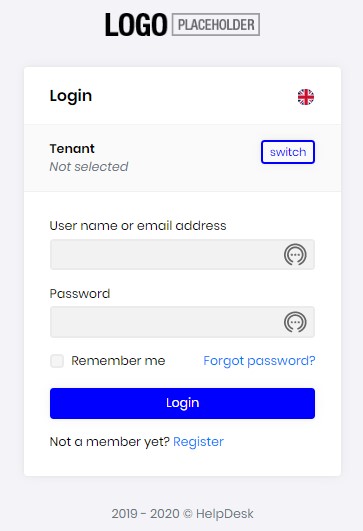 LOGO PLACEHOLDER
Login
Tenant
Not selected
switch
User name or email address
Password
Remember me
Forgot password?
Login
Not a member yet? Register
2019 - 2020 © HelpDesk